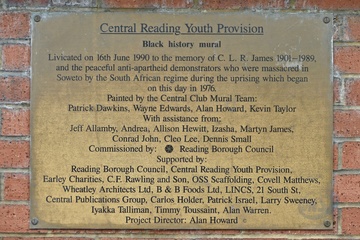 Central Reading Youth Provision
Black history mural
Livicated on 16th June 1990 to the memory of C. L. R. James 1901–1989,
and the peaceful anti-apartheid demonstrators who were massacred in
Soweto by the South African regime during the uprising which began
on this day in 1976.
Painted by the Central Club Mural Team:
Patrick Dawkins, Wayne Edwards, Alan Howard, Kevin Taylor
With assistance from;
Jeff Allamby, Andrea, Allison Hewitt, Izasha, Martyn James,
Conrad John, Cleo Lee, Dennis Small
Commissioned by: Reading Borough Council
Supported by:
Reading Borough Council, Central Reading Youth Provision,
Earley Charities, C.F. Rawling and Son, OSS Scaffolding, Covell Matthews,
Wheatley Architects Ltd, B & B Foods Ltd, LINCS, 21 South St,
Central Publications Group, Carlos Holder, Patrick Israel, Larry Sweeney,
Iyakka Talliman, Timmy Toussaint, Alan Warren.
Project Director: Alan Howard